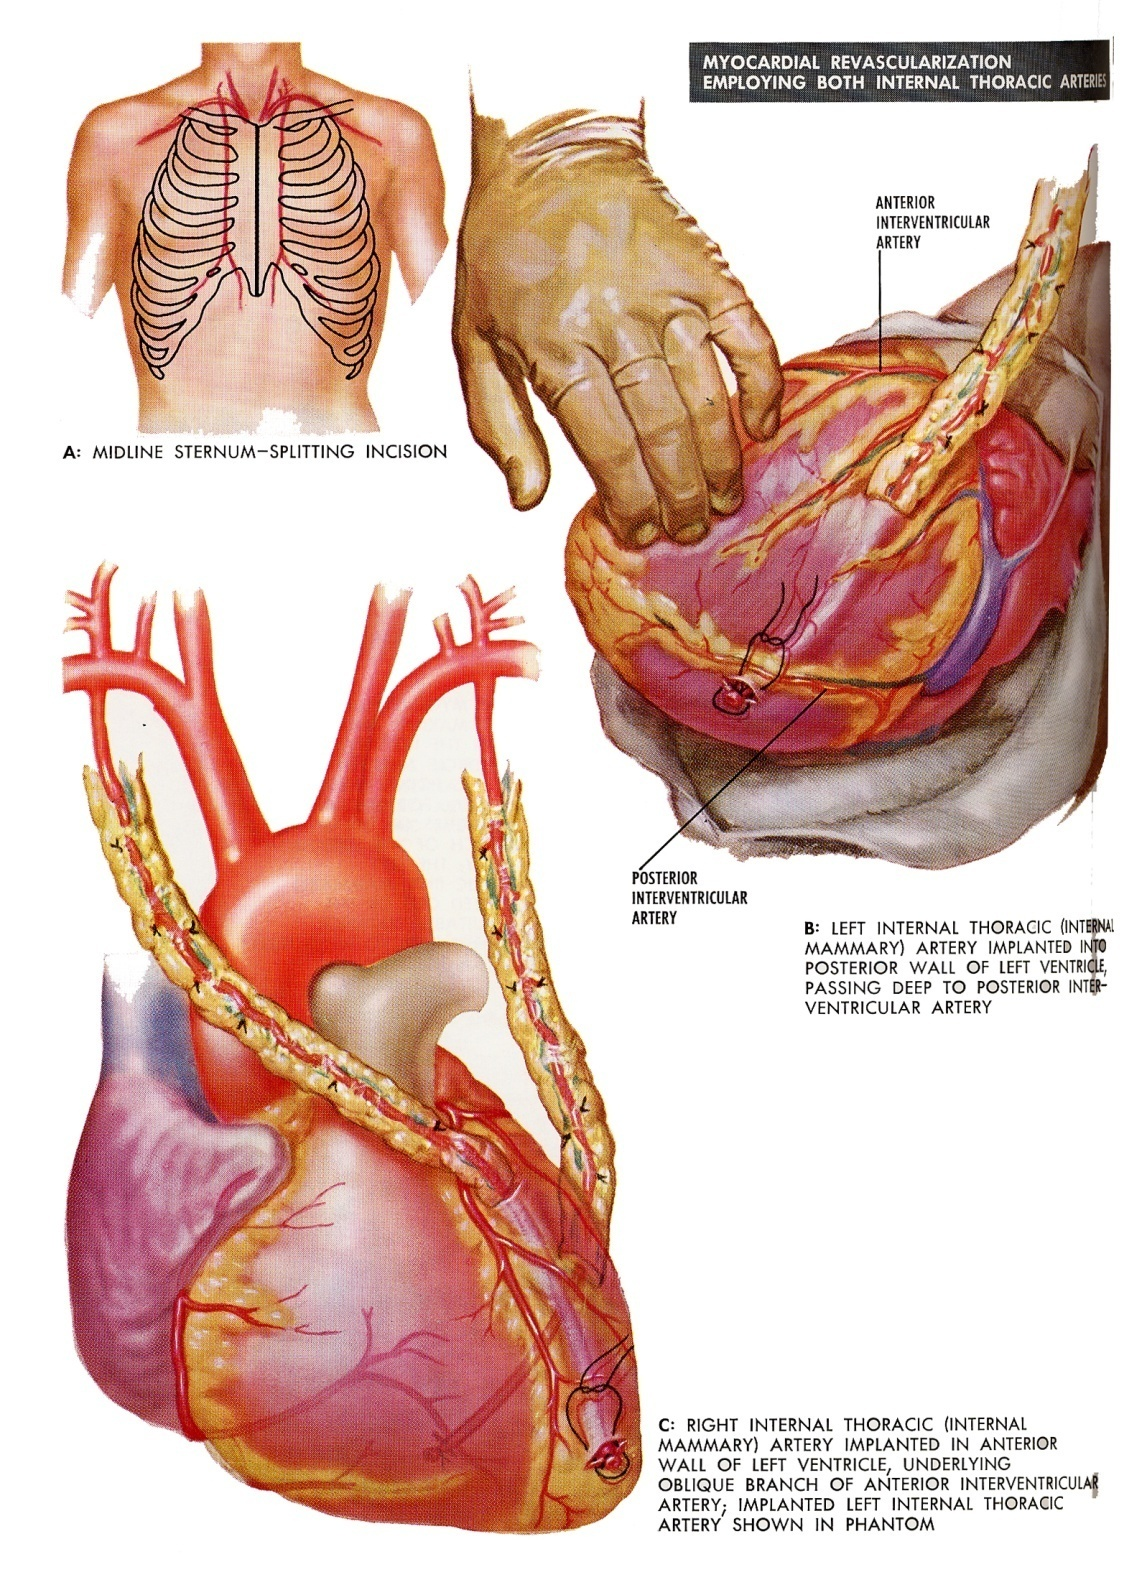 MYOCARDIAL REVASCULARIZATION
EMPLOYING BOTH INTERNAL THORACIC ARTERIES
ANTERIOR
INTERVENTRICULAR
ARTERY
A: MIDLINE STERNUM–SPLITTING INCISION
POSTERIOR
INTERVENTRICULAR
ARTERY
B: LEFT INTERNAL THORACIC (INTERNAL
MAMMARY) ARTERY IMPLANTED INTO
POSTERIOR WALL OF LEFT VENTRICLE,
PASSING DEEP TO POSTERIOR INTER-
VENTRICULAR ARTERY
C: RIGHT INTERNAL THORACIC (INTERNAL
MAMMARY) ARTERY IMPLANTED IN ANTERIOR
WALL OF LEFT VENTRICLE, UNDERLYING
OBLIQUE BRANCH OF ANTERIOR INTERVENTRICULAR
ARTERY; IMPLANTED LEFT INTERNAL THORACIC
ARTERY SHOWN IN PHANTOM